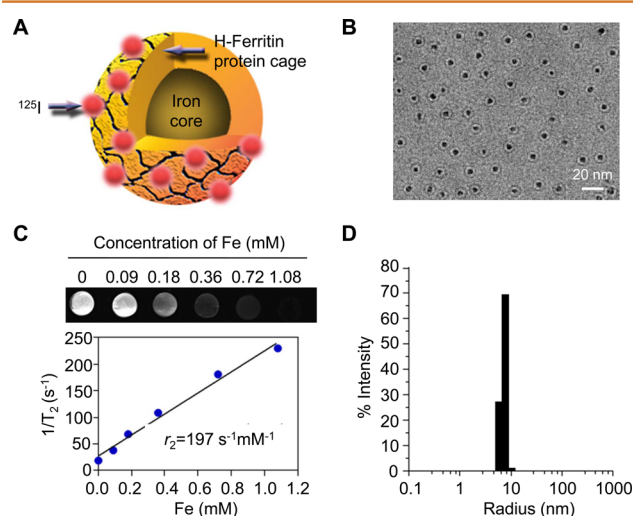 A
H-Ferritin
protein cage
125I
Iron
core
B
20 nm
C
Concentration of Fe (mM)
0 0.09 0.18 0.36 0.72 1.08
250
200
150
100
50
0
1/T2 (s-1)
r2=197 s-1mM-1
0.0 0.2 0.4 0.6 0.8 1.0 1.2
Fe (mM)
D
80
70
60
50
40
30
20
10
0
% Intensity
0.1 1 10 100 1000
Radius (nm)